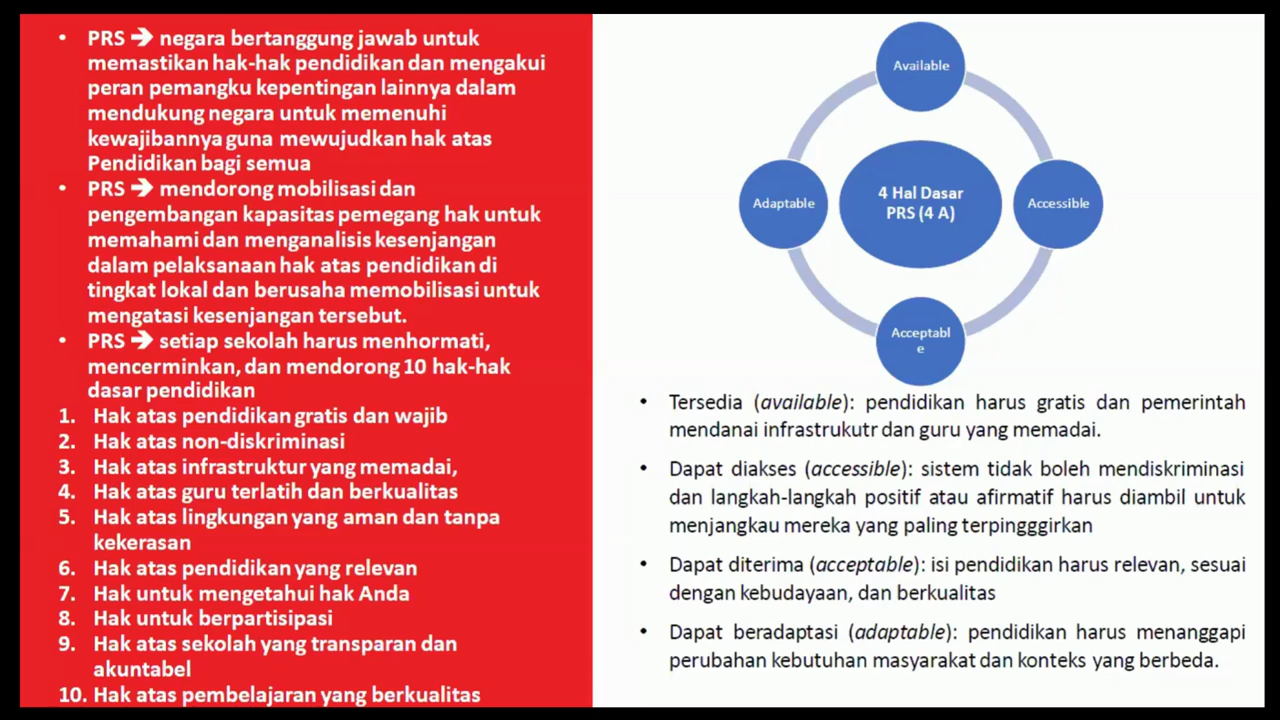 • PRS ➔ negara bertanggung jawab untuk
memastikan hak-hak pendidikan dan mengakui
peran pemangku kepentingan lainnya dalam
mendukung negara untuk memenuhi
kewajibannya guna mewujudkan hak atas
Pendidikan bagi semua
• PRS ➔ mendorong mobilisasi dan
pengembangan kapasitas pemegang hak untuk
memahami dan menganalisis kesenjangan
dalam pelaksanaan hak atas pendidikan di
tingkat lokal dan berusaha memobilisasi untuk
mengatasi kesenjangan tersebut.
• PRS ➔ setiap sekolah harus menhormati,
mencerminkan, dan mendorong 10 hak-hak
dasar pendidikan
1. Hak atas pendidikan gratis dan wajib
2. Hak atas non-diskriminasi
3. Hak atas infrastruktur yang memadai,
4. Hak atas guru terlatih dan berkualitas
5. Hak atas lingkungan yang aman dan tanpa
kekerasan
6. Hak atas pendidikan yang relevan
7. Hak untuk mengetahui hak Anda
8. Hak untuk berpartisipasi
9. Hak atas sekolah yang transparan dan
akuntabel
10. Hak atas pembelajaran yang berkualitas
Available
Adaptable
4 Hal Dasar
PRS (4 A)
Accessible
Acceptabl
e
• Tersedia (available): pendidikan harus gratis dan pemerintah
mendanai infrastrukutr dan guru yang memadai.
• Dapat diakses (accessible): sistem tidak boleh mendiskriminasi
dan langkah-langkah positif atau afirmatif harus diambil untuk
menjangkau mereka yang paling terpingggirkan
• Dapat diterima (acceptable): isi pendidikan harus relevan, sesuai
dengan kebudayaan, dan berkualitas
• Dapat beradaptasi (adaptable): pendidikan harus menanggapi
perubahan kebutuhan masyarakat dan konteks yang berbeda.